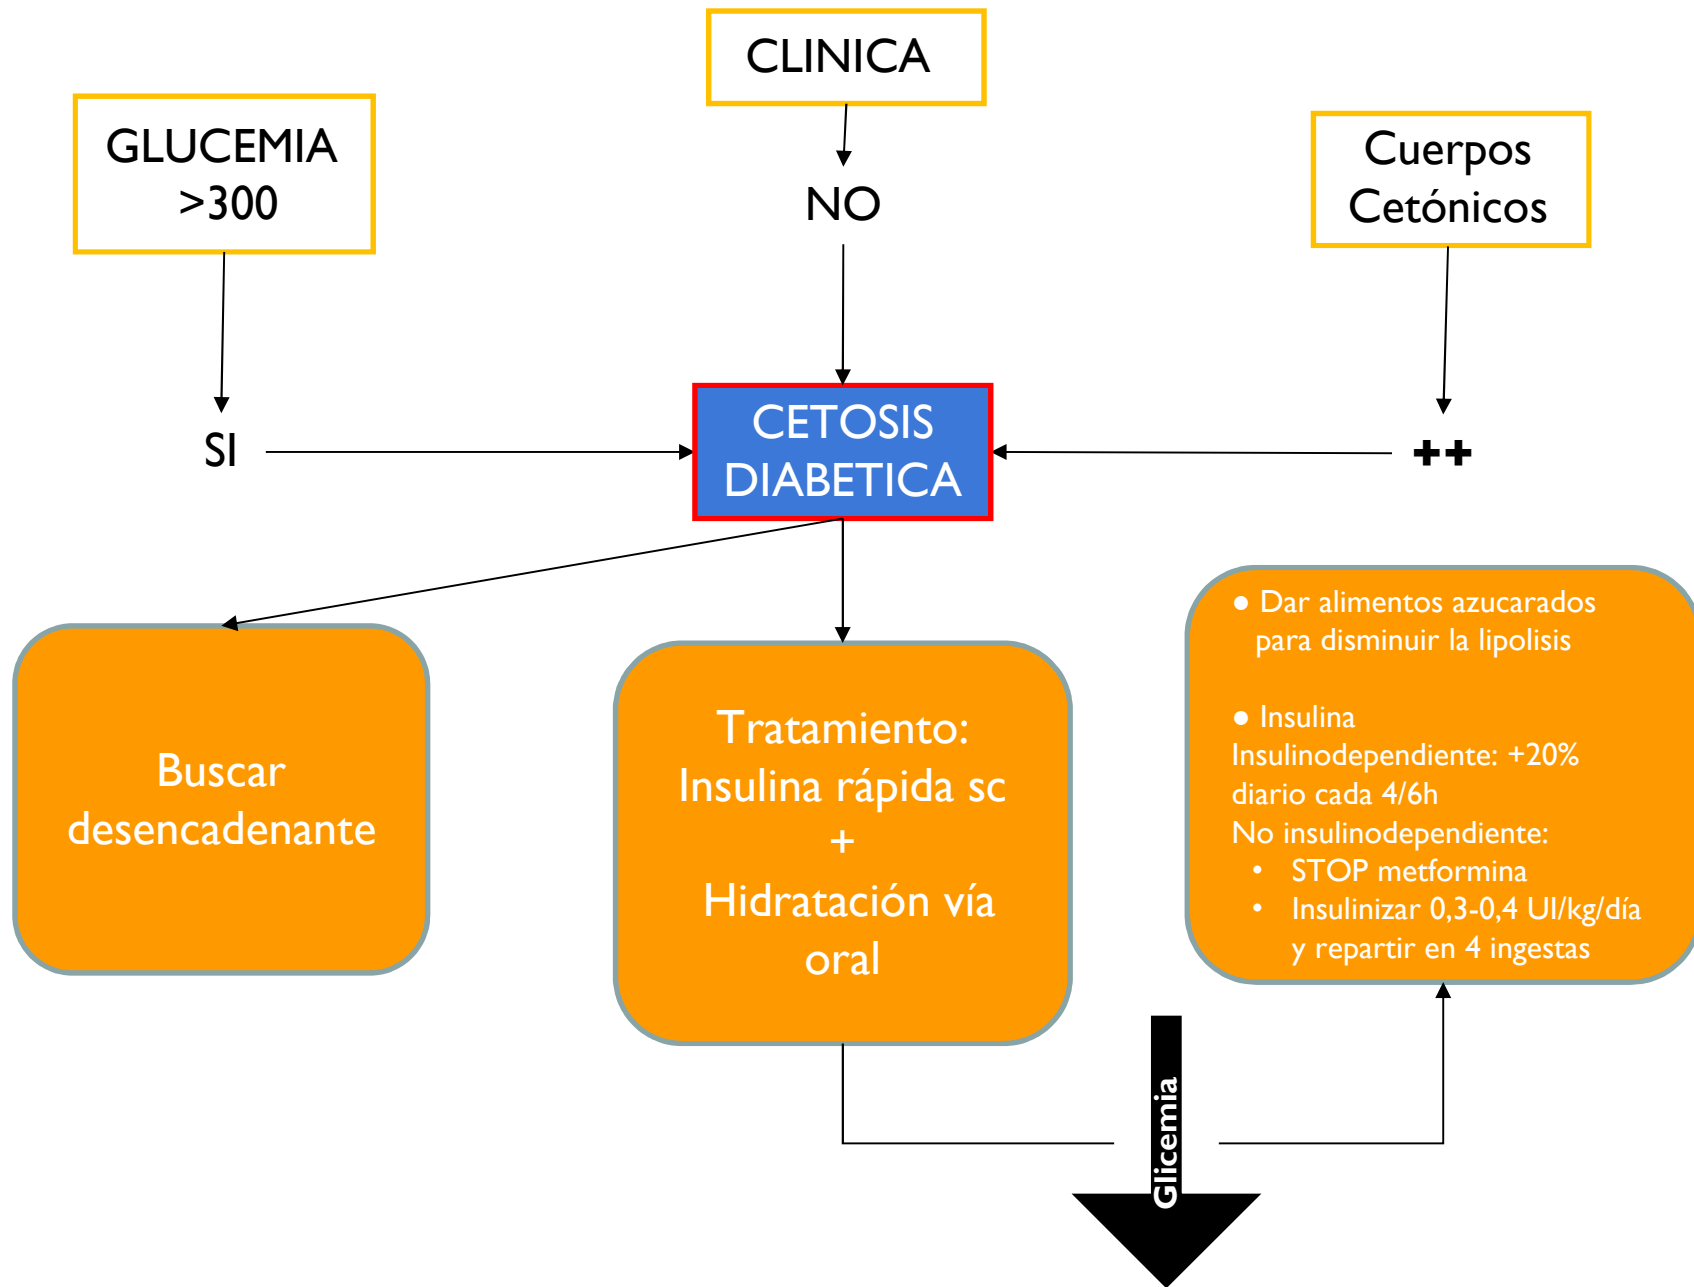 CLINICA
GLUCEMIA
>300
Cuerpos
Cetónicos
NO
SI
CETOSIS
DIABETICA
++
Buscar
desencadenante
Tratamiento:
Insulina rápida sc
+
Hidratación vía
oral
● Dar alimentos azucarados
para disminuir la lipolisis
● Insulina
Insulinodependiente: +20%
diario cada 4/6h
No insulinodependiente:
• STOP metformina
• Insulinizar 0,3-0,4 UI/kg/día
y repartir en 4 ingestas
Glicemia